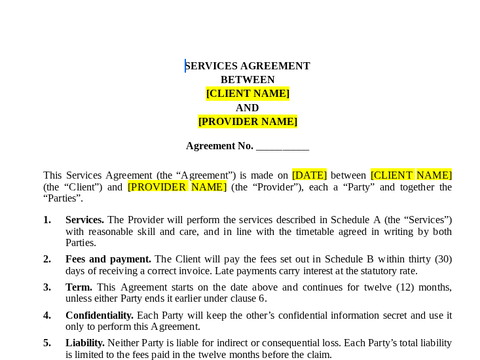 SERVICES AGREEMENT
BETWEEN
[CLIENT NAME]
AND
[PROVIDER NAME]
Agreement No. __________
This Services Agreement (the “Agreement”) is made on [DATE] between [CLIENT NAME]
(the “Client”) and [PROVIDER NAME] (the “Provider”), each a “Party” and together the
“Parties”.
1. Services. The Provider will perform the services described in Schedule A (the “Services”)
with reasonable skill and care, and in line with the timetable agreed in writing by both
Parties.
2. Fees and payment. The Client will pay the fees set out in Schedule B within thirty (30)
days of receiving a correct invoice. Late payments carry interest at the statutory rate.
3. Term. This Agreement starts on the date above and continues for twelve (12) months,
unless either Party ends it earlier under clause 6.
4. Confidentiality. Each Party will keep the other’s confidential information secret and use it
only to perform this Agreement.
5. Liability. Neither Party is liable for indirect or consequential loss. Each Party’s total liability
is limited to the fees paid in the twelve months before the claim.